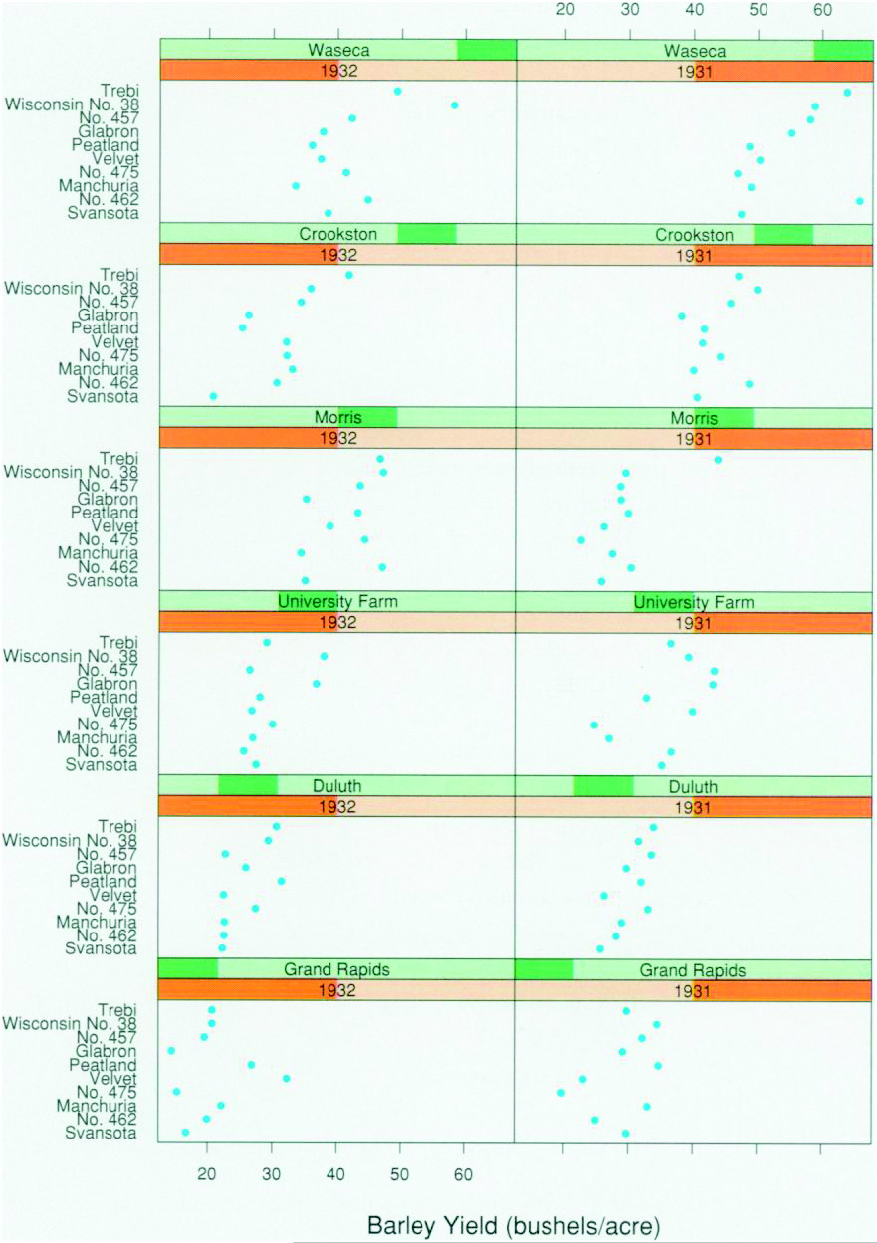 20 30 40 50 60
Waseca Waseca
1932 1931
Trebi
Wisconsin No. 38
No. 457
Glabron
Peatland
Velvet
No. 475
Manchuria
No. 462
Svansota
Crookston Crookston
1932 1931
Trebi
Wisconsin No. 38
No. 457
Glabron
Peatland
Velvet
No. 475
Manchuria
No. 462
Svansota
Morris Morris
1932 1931
Trebi
Wisconsin No. 38
No. 457
Glabron
Peatland
Velvet
No. 475
Manchuria
No. 462
Svansota
University Farm University Farm
1932 1931
Trebi
Wisconsin No. 38
No. 457
Glabron
Peatland
Velvet
No. 475
Manchuria
No. 462
Svansota
Duluth Duluth
1932 1931
Trebi
Wisconsin No. 38
No. 457
Glabron
Peatland
Velvet
No. 475
Manchuria
No. 462
Svansota
Grand Rapids Grand Rapids
1932 1931
Trebi
Wisconsin No. 38
No. 457
Glabron
Peatland
Velvet
No. 475
Manchuria
No. 462
Svansota
20 30 40 50 60
Barley Yield (bushels/acre)